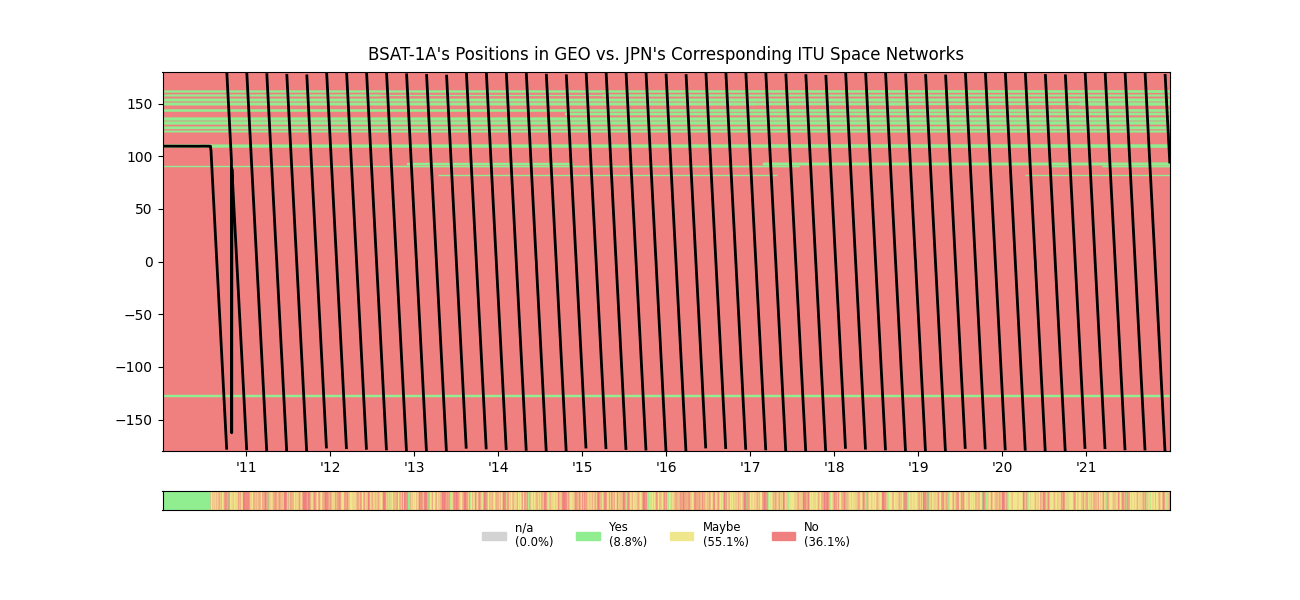 BSAT-1A's Positions in GEO vs. JPN's Corresponding ITU Space Networks
150
100
50
0
−50
−100
−150
'11 '12 '13 '14 '15 '16 '17 '18 '19 '20 '21
n/a Yes Maybe No
(0.0%) (8.8%) (55.1%) (36.1%)